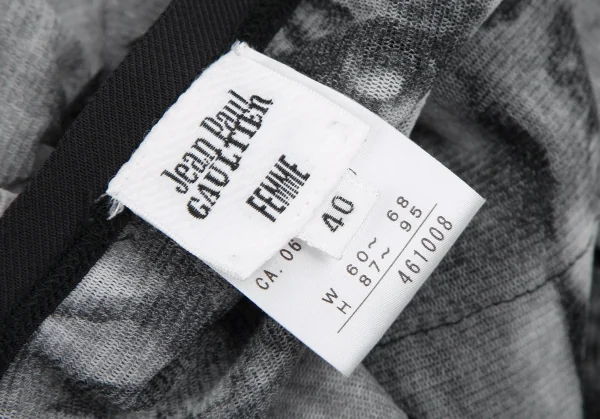 Jean Paul
GAULTIER
FEMME
40
CA. 06
W 60~ 68
H 87~ 95
461008